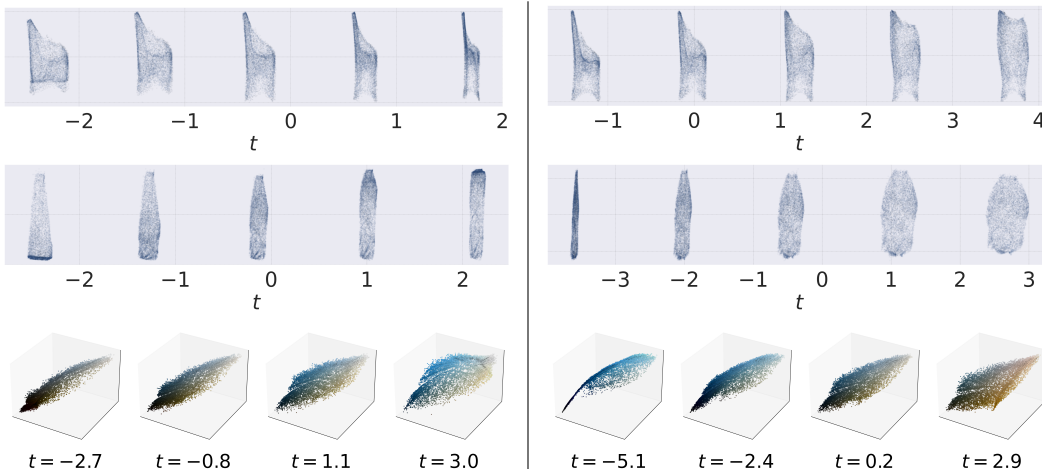 −2 −1 0 1 2
t
−2 −1 0 1 2
t
t = −2.7 t = −0.8 t = 1.1 t = 3.0
−1 0 1 2 3 4
t
−3 −2 −1 0 1 2 3
t
t = −5.1 t = −2.4 t = 0.2 t = 2.9